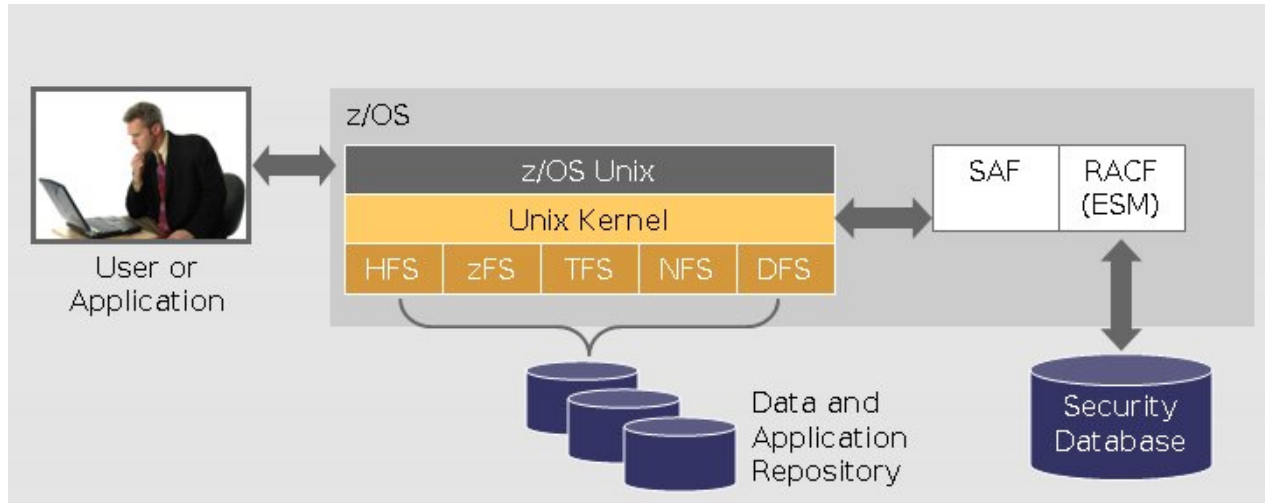 z/OS
z/OS Unix
Unix Kernel
HFS zFS TFS NFS DFS
SAF
RACF
(ESM)
User or
Application
Data and
Application
Repository
Security
Database